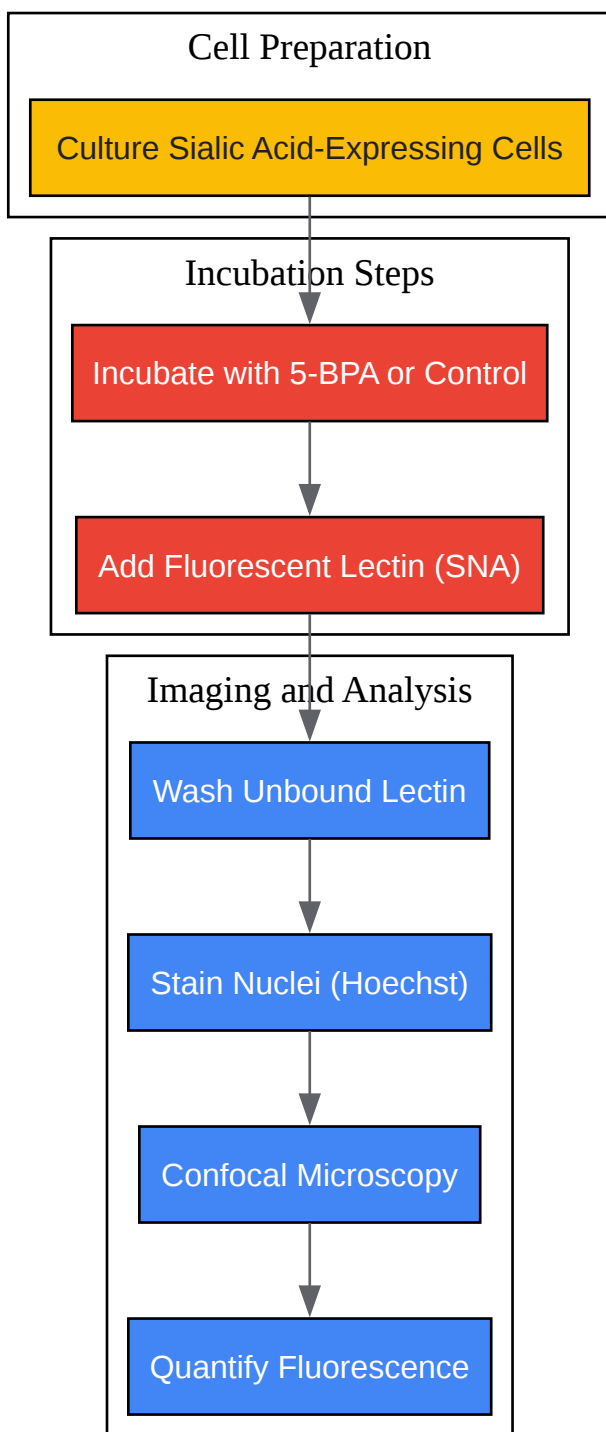 Cell Preparation
Culture Sialic Acid-Expressing Cells
Incubation Steps
Incubate with 5-BPA or Control
Add Fluorescent Lectin (SNA)
Imaging and Analysis
Wash Unbound Lectin
Stain Nuclei (Hoechst)
Confocal Microscopy
Quantify Fluorescence